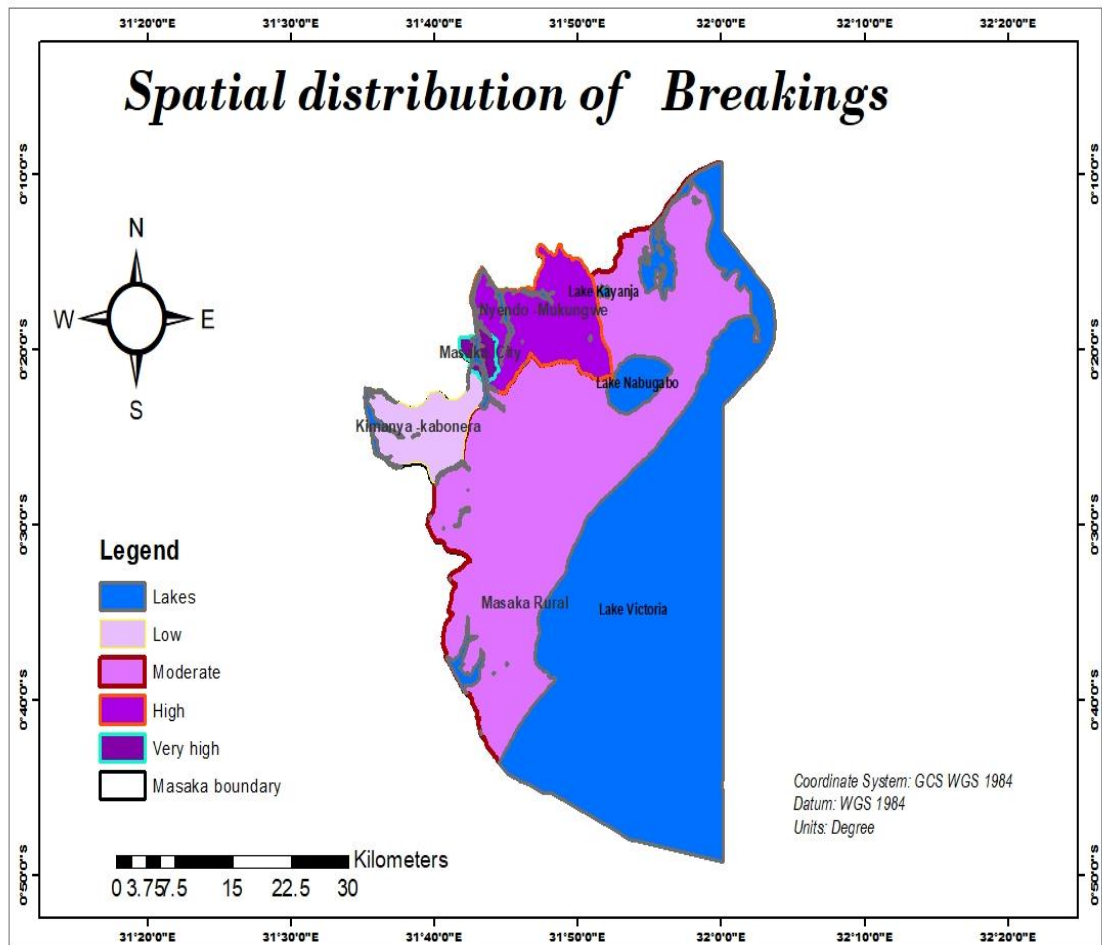 31°20'0"E 31°30'0"E 31°40'0"E 31°50'0"E 32°0'0"E 32°10'0"E 32°20'0"E
Spatial distribution of Breakings
0°10'0"S 0°10'0"S
N
W E
S
Lake Kayanja
Nyendo -Mukungwe
0°20'0"S 0°20'0"S
Masaka City
Lake Nabugabo
Kimanya -kabonera
0°30'0"S 0°30'0"S
Legend
Lakes
Low
Moderate
High
Very high
Masaka boundary
Masaka Rural
Lake Victoria
0°40'0"S 0°40'0"S
Coordinate System: GCS WGS 1984
Datum: WGS 1984
Units: Degree
Kilometers
0 3.757.5 15 22.5 30
0°50'0"S 0°50'0"S
31°20'0"E 31°30'0"E 31°40'0"E 31°50'0"E 32°0'0"E 32°10'0"E 32°20'0"E